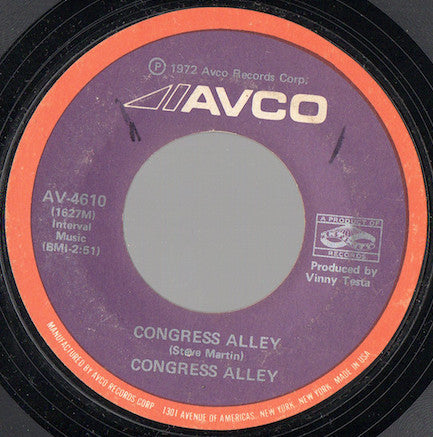 ℗ 1972 Avco Records Corp.
AVCO
AV-4610
(1627M)
Interval
Music
(BMI-2:51)
A PRODUCT OF
RECORDS
Produced by
Vinny Testa
CONGRESS ALLEY
(Steve Martin)
CONGRESS ALLEY
MANUFACTURED BY AVCO RECORDS CORP. 1301 AVENUE OF AMERICAS, NEW YORK, NEW YORK. MADE IN USA